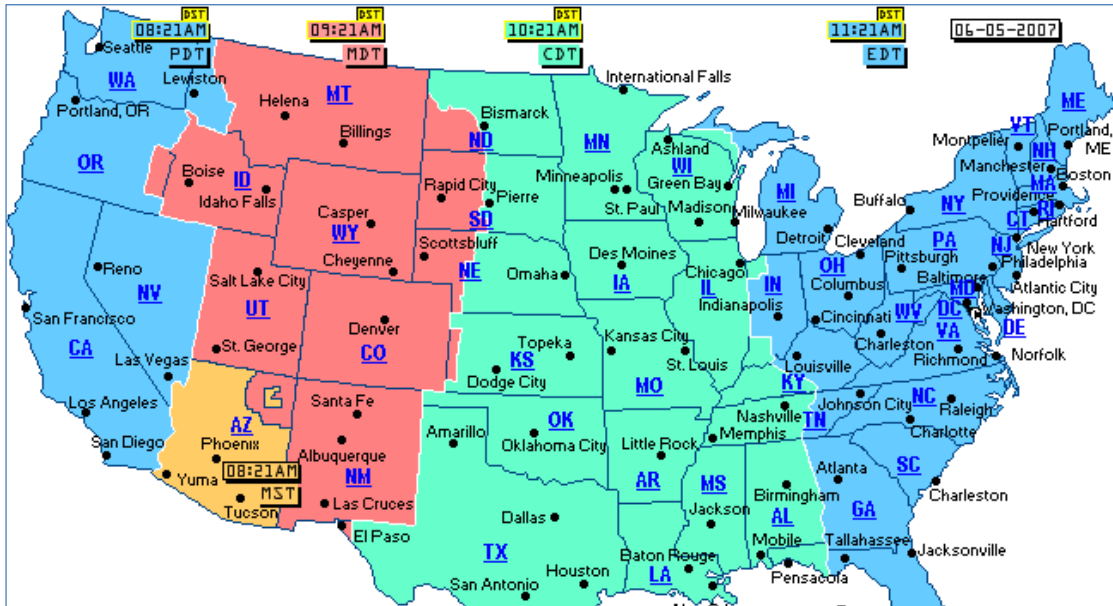 DST DST DST DST
08:21AM 09:21AM 10:21AM 11:21AM 06-05-2007
PDT MDT CDT EDT
Seattle
WA
Lewiston
Portland, OR
OR
Helena
MT
Billings
Boise
ID
Idaho Falls
Casper
WY
Cheyenne
Reno
NV
San Francisco
CA
Las Vegas
Los Angeles
San Diego
Salt Lake City
UT
St. George
Denver
CO
AZ
Phoenix
08:21AM
MST
Yuma
Tucson
Santa Fe
Albuquerque
NM
Las Cruces
El Paso
Bismarck
ND
Rapid City
Pierre
SD
Scottsbluff
NE
Omaha
International Falls
MN
Minneapolis
St. Paul
Ashland
WI
Green Bay
Madison
Milwaukee
Des Moines
IA
Chicago
IL
Topeka
KS
Dodge City
Kansas City
St. Louis
MO
Amarillo
OK
Oklahoma City
Little Rock
AR
Dallas
TX
San Antonio
Houston
Baton Rouge
LA
MS
Jackson
Birmingham
AL
Mobile
Pensacola
Nashville
Memphis
TN
KY
Louisville
Johnson City
MI
Detroit
IN
Indianapolis
OH
Cleveland
Columbus
Cincinnati
WV
Charleston
VA
Richmond
Norfolk
DC
Washington, DC
MD
Baltimore
DE
PA
Pittsburgh
Philadelphia
Atlantic City
NJ
New York
NY
Buffalo
ME
VT
Montpelier
Portland,
ME
NH
Manchester
MA
Boston
Providence
RI
CT
Hartford
NC
Raleigh
Charlotte
SC
Charleston
Atlanta
GA
Tallahassee
Jacksonville